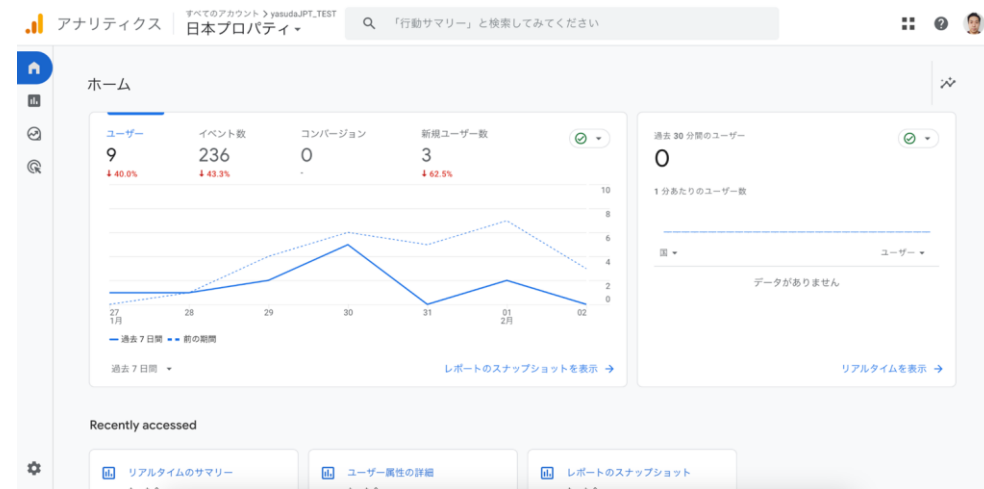 アナリティクス
すべてのアカウント > yasudaJPT_TEST
日本プロパティ
「行動サマリー」と検索してみてください
ホーム
ユーザー イベント数 コンバージョン 新規ユーザー数
9 236 0 3
↓ 40.0% ↓ 43.3% - ↓ 62.5%
10
8
6
4
2
0
27 28 29 30 31 01 02
1月 2月
過去 7 日間 前の期間
過去 7 日間
レポートのスナップショットを表示 →
過去 30 分間のユーザー
0
1 分あたりのユーザー数
国 ユーザー
データがありません
リアルタイムを表示 →
Recently accessed
リアルタイムのサマリー ユーザー属性の詳細 レポートのスナップショット